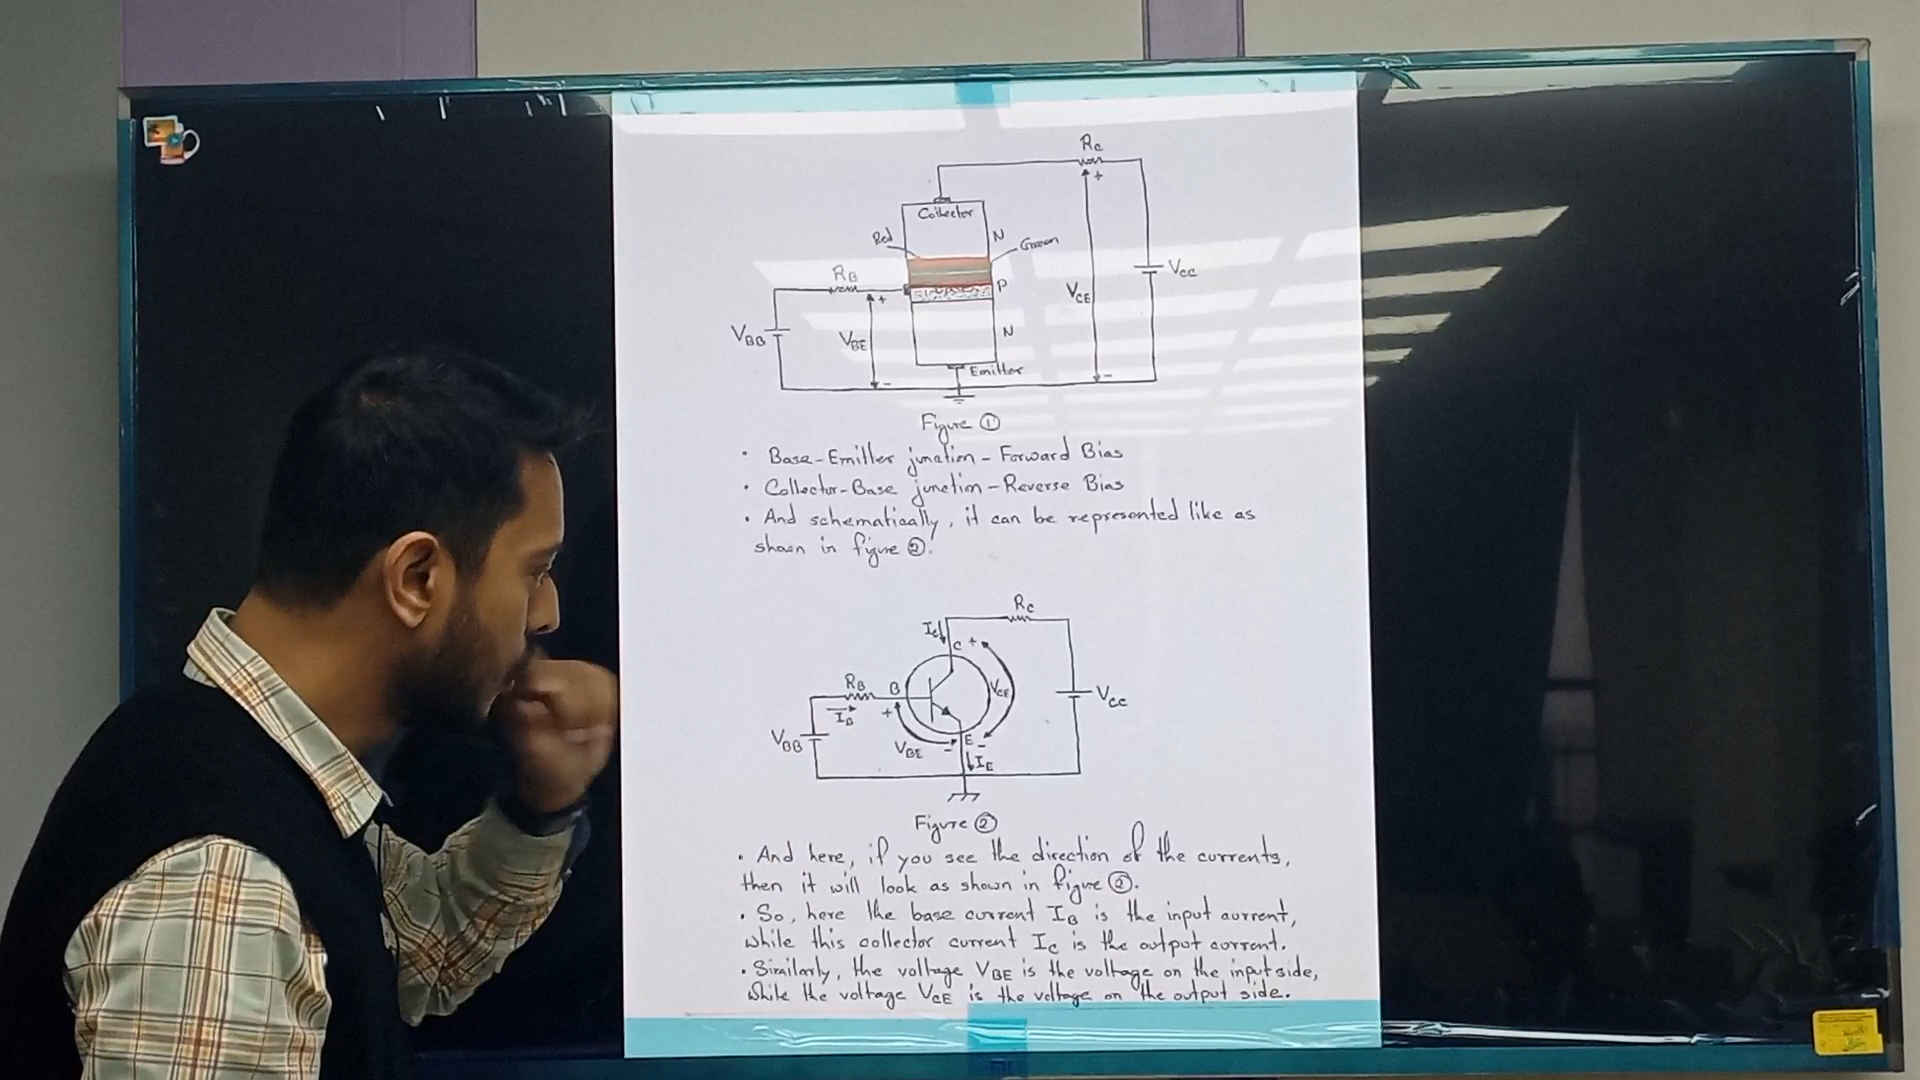 Rc
+
Collector
Red
N
Green
RB
+
P
VCE
VCC
VBB
VBE
N
-
Emitter
-
Figure ①
• Base-Emitter junction - Forward Bias
• Collector-Base junction - Reverse Bias
• And schematically, it can be represented like as
shown in figure ②.
Rc
IC
C +
RB
B
VCE
IB
+
VCC
VBB
VBE
-
E -
IE
Figure ②
• And here, if you see the direction of the currents,
then it will look as shown in figure ②.
• So, here the base current IB is the input current,
while this collector current IC is the output current.
• Similarly, the voltage VBE is the voltage on the input side,
while the voltage VCE is the voltage on the output side.